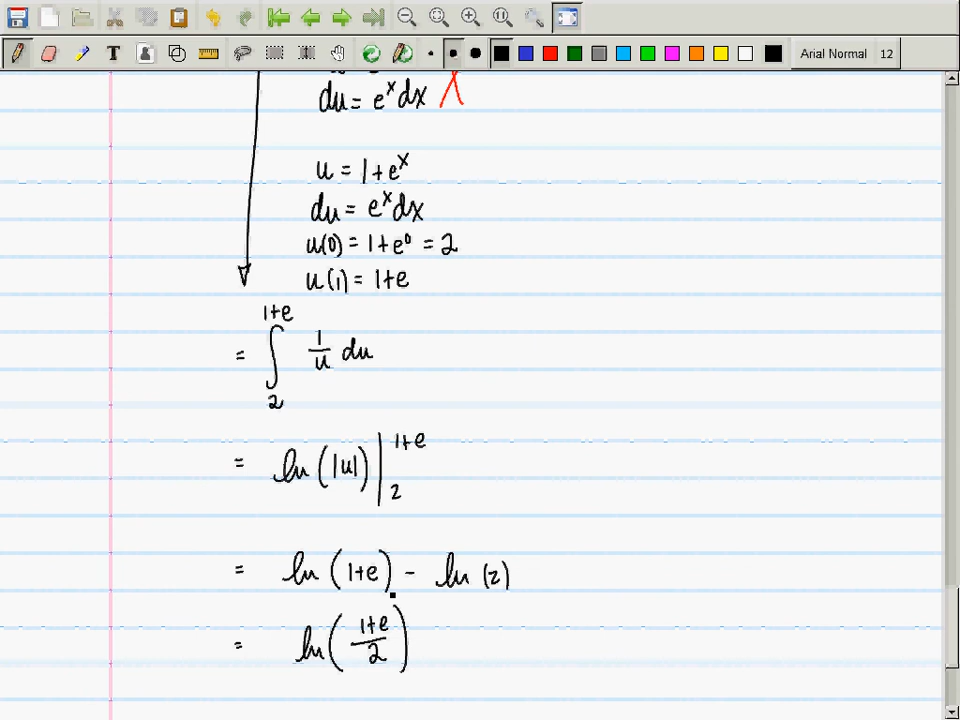 Arial Normal 12
du = e^x dx
u = 1+e^x
du = e^x dx
u(0) = 1+e^0 = 2
u(1) = 1+e
= ∫_2^{1+e} 1/u du
= ln(|u|) |_2^{1+e}
= ln(1+e) - ln(2)
= ln((1+e)/2)